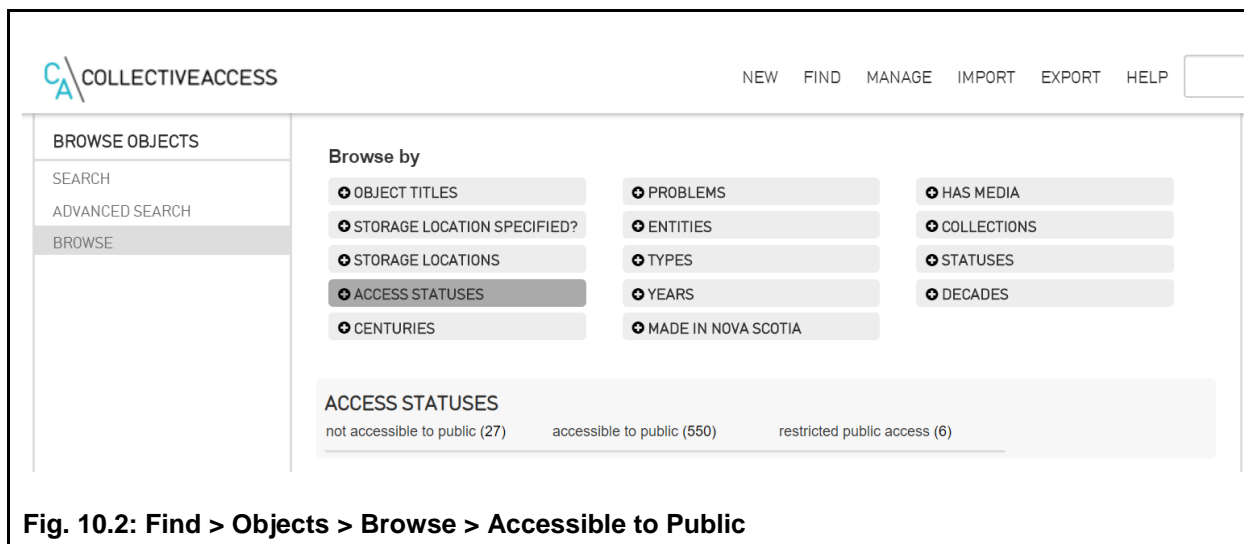 CA COLLECTIVEACCESS
NEW FIND MANAGE IMPORT EXPORT HELP
BROWSE OBJECTS
SEARCH
ADVANCED SEARCH
BROWSE
Browse by
OBJECT TITLES PROBLEMS HAS MEDIA
STORAGE LOCATION SPECIFIED? ENTITIES COLLECTIONS
STORAGE LOCATIONS TYPES STATUSES
ACCESS STATUSES YEARS DECADES
CENTURIES MADE IN NOVA SCOTIA
ACCESS STATUSES
not accessible to public (27) accessible to public (550) restricted public access (6)
Fig. 10.2: Find > Objects > Browse > Accessible to Public